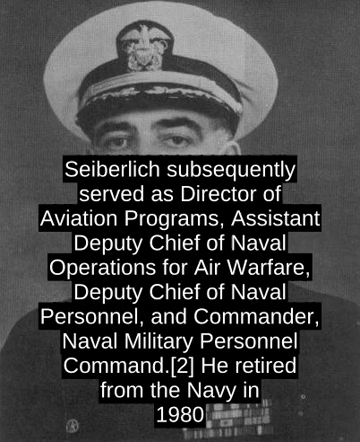 Seiberlich subsequently
served as Director of
Aviation Programs, Assistant
Deputy Chief of Naval
Operations for Air Warfare,
Deputy Chief of Naval
Personnel, and Commander,
Naval Military Personnel
Command.[2] He retired
from the Navy in
1980